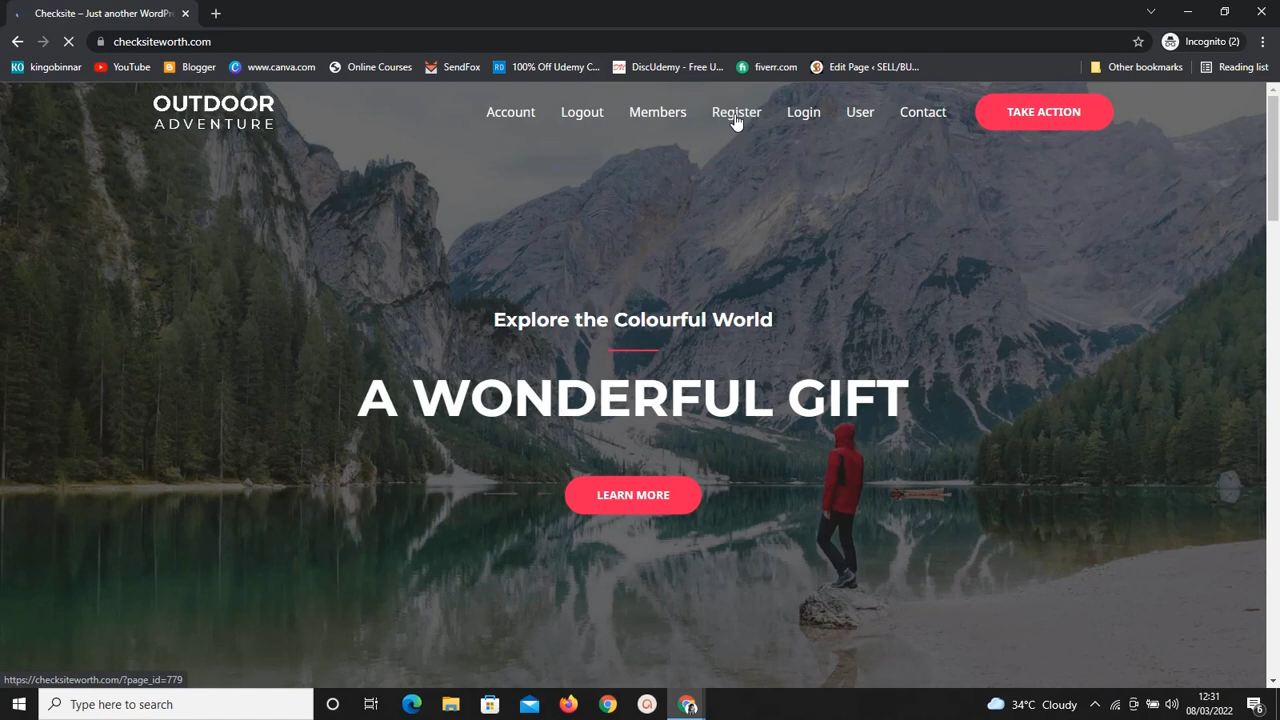 Checksite – Just another WordPr
checksiteworth.com
Incognito (2)
kingobinnar
YouTube
Blogger
www.canva.com
Online Courses
SendFox
100% Off Udemy C...
DiscUdemy - Free U...
fiverr.com
Edit Page ‹ SELL/BU...
Other bookmarks
Reading list
OUTDOOR
ADVENTURE
Account
Logout
Members
Register
Login
User
Contact
TAKE ACTION
Explore the Colourful World
A WONDERFUL GIFT
LEARN MORE
https://checksiteworth.com/?page_id=779
Type here to search
34°C Cloudy
12:31
08/03/2022
6